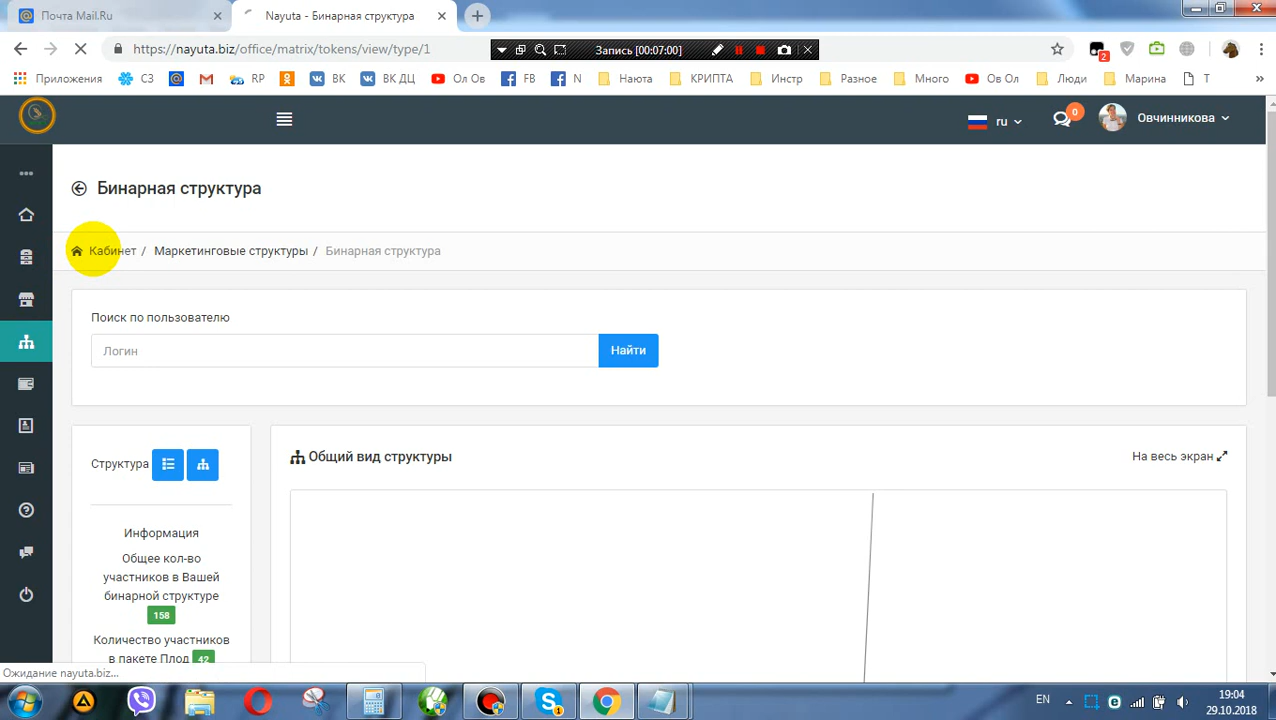 Почта Mail.Ru
Nayuta - Бинарная структура
https://nayuta.biz/office/matrix/tokens/view/type/1
Запись [00:07:00]
2
Приложения
СЗ
RP
ВК
ВК ДЦ
Ол Ов
FB
N
Наюта
КРИПТА
Инстр
Разное
Много
Ов Ол
Люди
Марина
Т
»
ru
0
Овчинникова
Бинарная структура
Кабинет / Маркетинговые структуры / Бинарная структура
Поиск по пользователю
Логин
Найти
Структура
Общий вид структуры
На весь экран
Информация
Общее кол-во
участников в Вашей
бинарной структуре
158
Количество участников
в пакете Плод 42
Ожидание nayuta.biz...
EN
19:04
29.10.2018